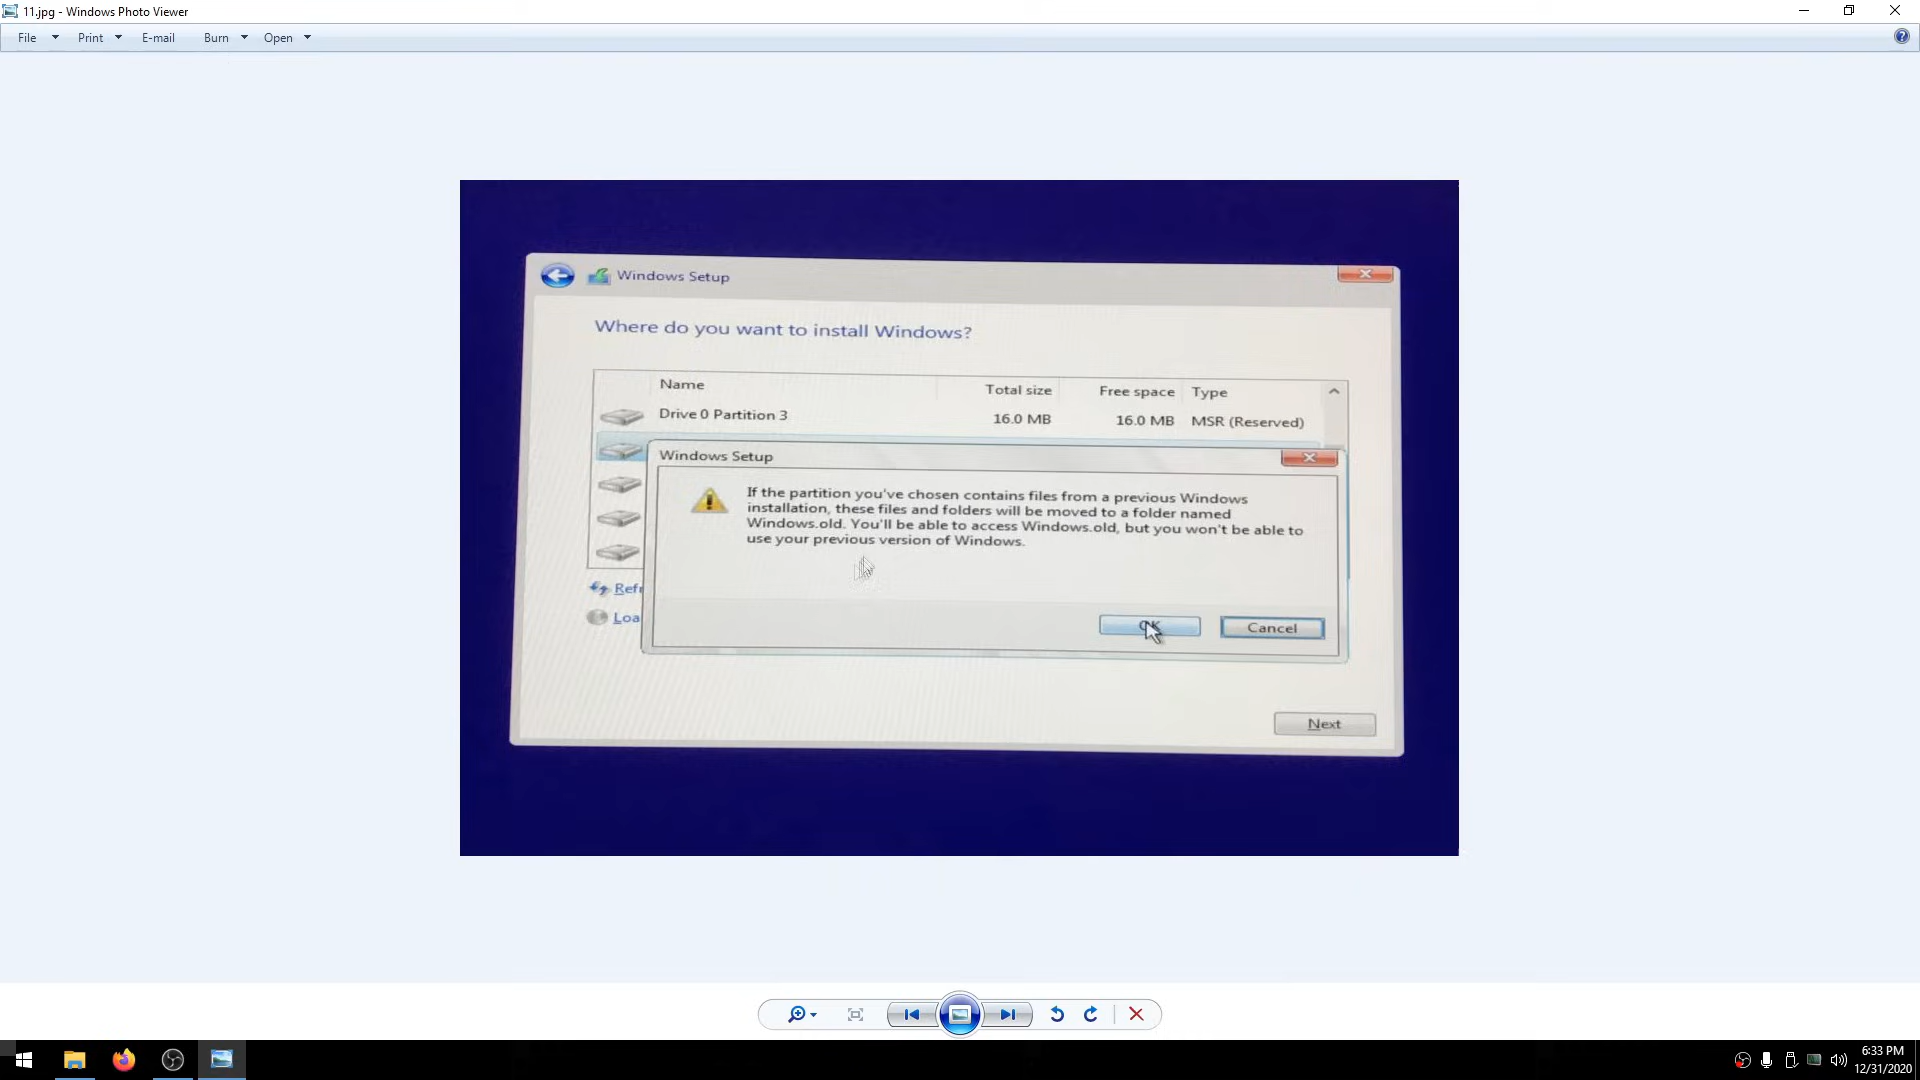 11.jpg - Windows Photo Viewer
File Print E-mail Burn Open
Windows Setup
Where do you want to install Windows?
Name Total size Free space Type
Drive 0 Partition 3 16.0 MB 16.0 MB MSR (Reserved)
Windows Setup
If the partition you've chosen contains files from a previous Windows
installation, these files and folders will be moved to a folder named
Windows.old. You'll be able to access Windows.old, but you won't be able to
use your previous version of Windows.
Refr
Loa
OK Cancel
Next
6:33 PM
12/31/2020